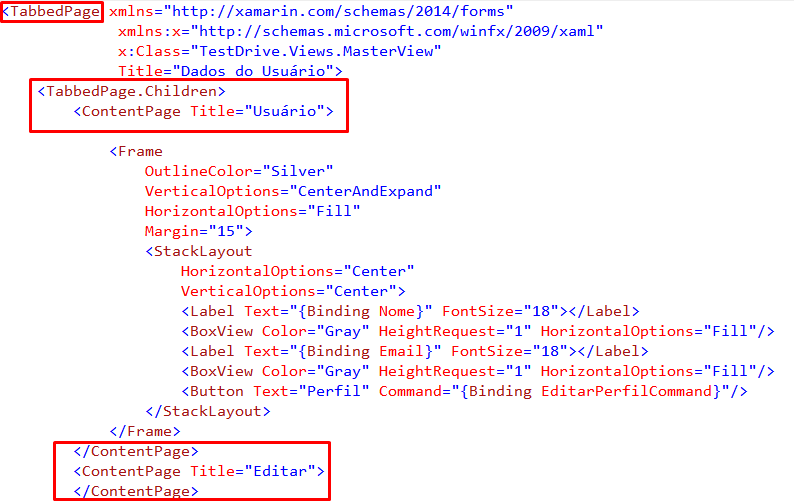 <TabbedPage xmlns="http://xamarin.com/schemas/2014/forms"
xmlns:x="http://schemas.microsoft.com/winfx/2009/xaml"
x:Class="TestDrive.Views.MasterView"
Title="Dados do Usuário">
<TabbedPage.Children>
<ContentPage Title="Usuário">
<Frame
OutlineColor="Silver"
VerticalOptions="CenterAndExpand"
HorizontalOptions="Fill"
Margin="15">
<StackLayout
HorizontalOptions="Center"
VerticalOptions="Center">
<Label Text="{Binding Nome}" FontSize="18"></Label>
<BoxView Color="Gray" HeightRequest="1" HorizontalOptions="Fill"/>
<Label Text="{Binding Email}" FontSize="18"></Label>
<BoxView Color="Gray" HeightRequest="1" HorizontalOptions="Fill"/>
<Button Text="Perfil" Command="{Binding EditarPerfilCommand}"/>
</StackLayout>
</Frame>
</ContentPage>
<ContentPage Title="Editar">
</ContentPage>